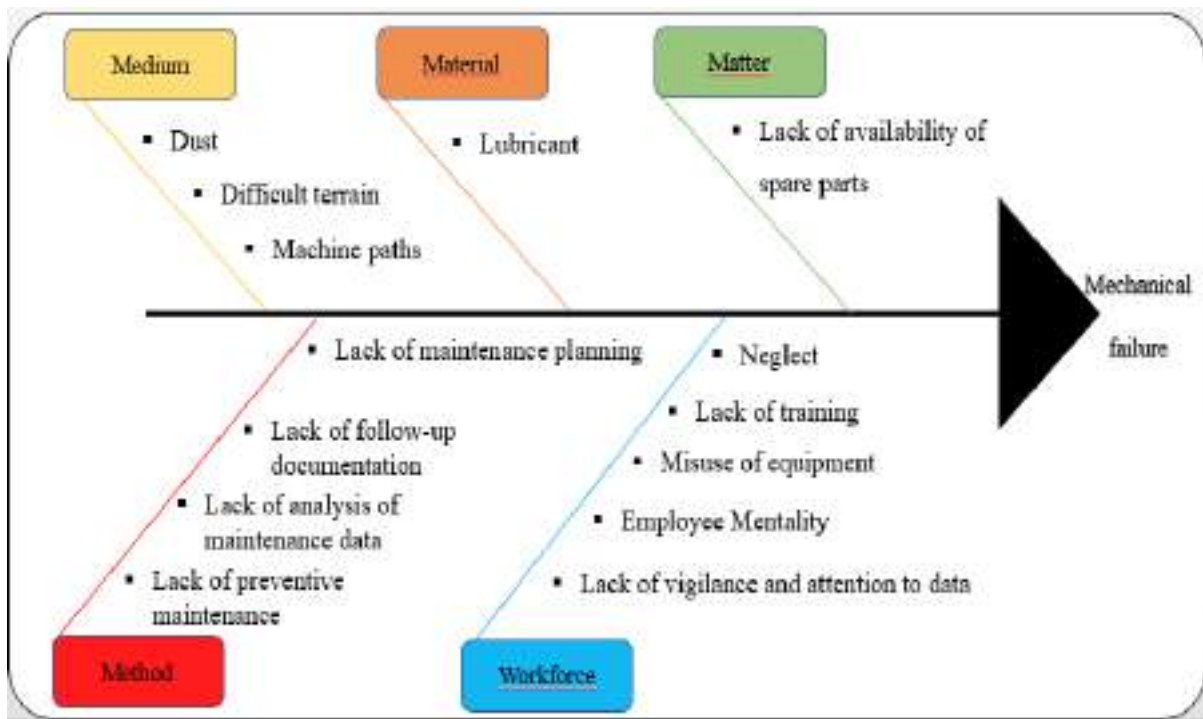 Medium
Material
Matter
▪ Dust
▪ Difficult terrain
▪ Machine paths
▪ Lubricant
▪ Lack of availability of
spare parts
Mechanical
failure
▪ Lack of maintenance planning
▪ Lack of follow-up
documentation
▪ Lack of analysis of
maintenance data
▪ Lack of preventive
maintenance
▪ Neglect
▪ Lack of training
▪ Misuse of equipment
▪ Employee Mentality
▪ Lack of vigilance and attention to data
Method
Workforce